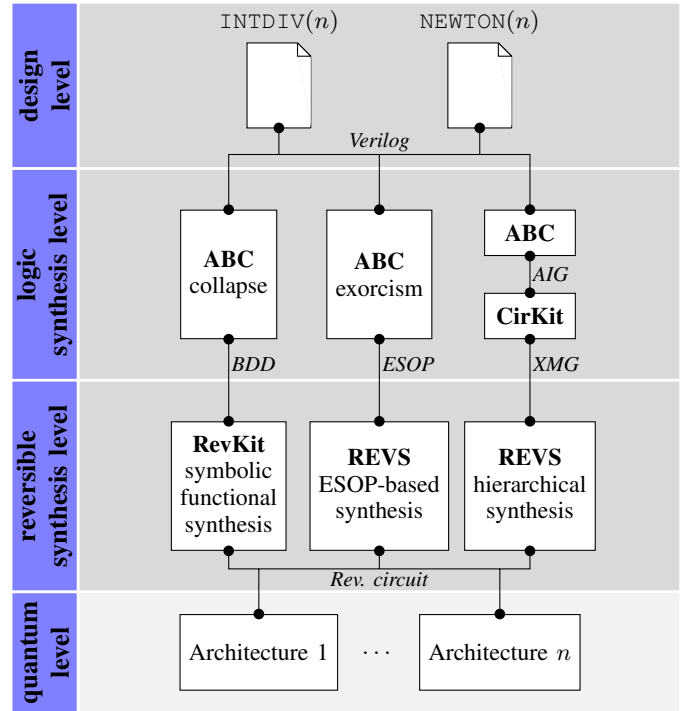 INTDIV(n) NEWTON(n)
design
level
Verilog
logic
synthesis level
ABC
collapse
ABC
exorcism
ABC
AIG
CirKit
BDD
ESOP
XMG
reversible
synthesis level
RevKit
symbolic
functional
synthesis
REVS
ESOP-based
synthesis
REVS
hierarchical
synthesis
Rev. circuit
quantum
level
Architecture 1
···
Architecture n